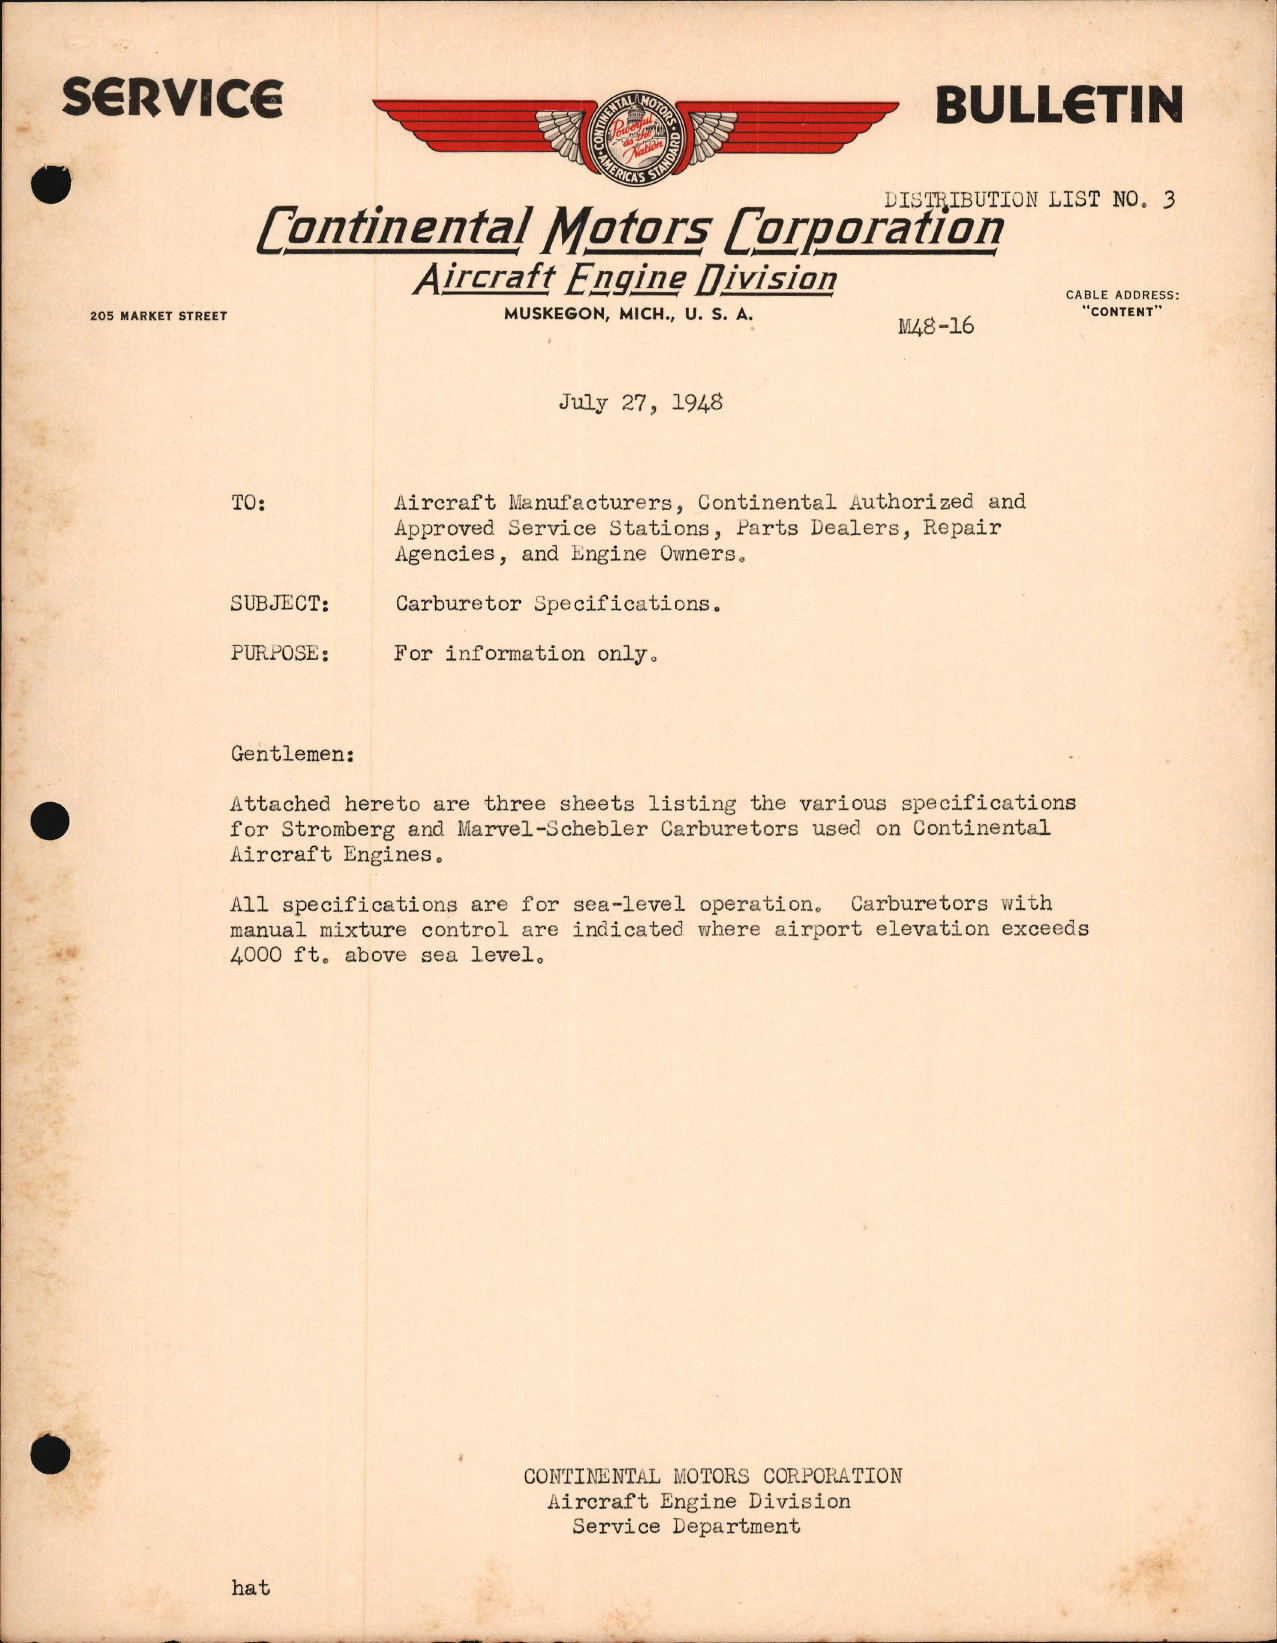 SERVICE
BULLETIN
CONTINENTAL MOTORS
Powerful
as the
Nation
AMERICA'S STANDARD
DISTRIBUTION LIST NO. 3
Continental Motors Corporation
Aircraft Engine Division
205 MARKET STREET
MUSKEGON, MICH., U. S. A.
CABLE ADDRESS:
"CONTENT"
M48-16
July 27, 1948
TO: Aircraft Manufacturers, Continental Authorized and
Approved Service Stations, Parts Dealers, Repair
Agencies, and Engine Owners.
SUBJECT: Carburetor Specifications.
PURPOSE: For information only.
Gentlemen:
Attached hereto are three sheets listing the various specifications
for Stromberg and Marvel-Schebler Carburetors used on Continental
Aircraft Engines.
All specifications are for sea-level operation. Carburetors with
manual mixture control are indicated where airport elevation exceeds
4000 ft. above sea level.
CONTINENTAL MOTORS CORPORATION
Aircraft Engine Division
Service Department
hat